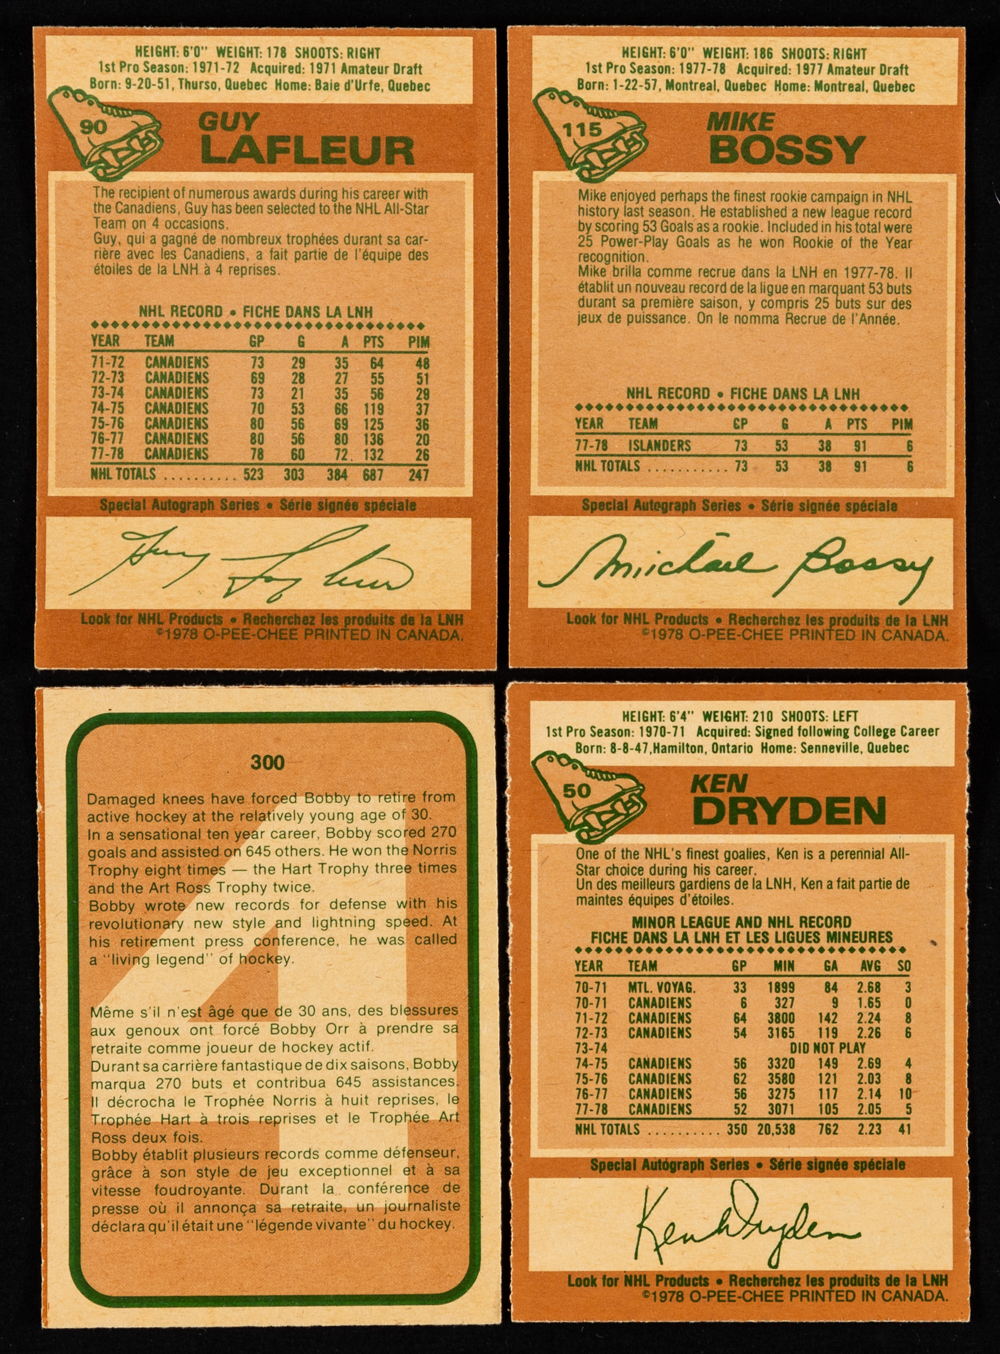 HEIGHT: 6'0" WEIGHT: 178 SHOOTS: RIGHT
1st Pro Season: 1971-72 Acquired: 1971 Amateur Draft
Born: 9-20-51, Thurso, Quebec Home: Baie d'Urfe, Quebec
90
GUY
LAFLEUR
The recipient of numerous awards during his career with
the Canadiens, Guy has been selected to the NHL All-Star
Team on 4 occasions.
Guy, qui a gagné de nombreux trophées durant sa car-
rière avec les Canadiens, a fait partie de l'équipe des
étoiles de la LNH à 4 reprises.
NHL RECORD • FICHE DANS LA LNH
YEAR TEAM GP G A PTS PIM
71-72 CANADIENS 73 29 35 64 48
72-73 CANADIENS 69 28 27 55 51
73-74 CANADIENS 73 21 35 56 29
74-75 CANADIENS 70 53 66 119 37
75-76 CANADIENS 80 56 69 125 36
76-77 CANADIENS 80 56 80 136 20
77-78 CANADIENS 78 60 72 132 26
NHL TOTALS .......... 523 303 384 687 247
Special Autograph Series • Série signée spéciale
Guy Lafleur
Look for NHL Products • Recherchez les produits de la LNH
©1978 O-PEE-CHEE PRINTED IN CANADA.
HEIGHT: 6'0" WEIGHT: 186 SHOOTS: RIGHT
1st Pro Season: 1977-78 Acquired: 1977 Amateur Draft
Born: 1-22-57, Montreal, Quebec Home: Montreal, Quebec
115
MIKE
BOSSY
Mike enjoyed perhaps the finest rookie campaign in NHL
history last season. He established a new league record
by scoring 53 Goals as a rookie. Included in his total were
25 Power-Play Goals as he won Rookie of the Year
recognition.
Mike brilla comme recrue dans la LNH en 1977-78. Il
établit un nouveau record de la ligue en marquant 53 buts
durant sa première saison, y compris 25 buts sur des
jeux de puissance. On le nomma Recrue de l'Année.
NHL RECORD • FICHE DANS LA LNH
YEAR TEAM GP G A PTS PIM
77-78 ISLANDERS 73 53 38 91 6
NHL TOTALS ........... 73 53 38 91 6
Special Autograph Series • Série signée spéciale
Michael Bossy
Look for NHL Products • Recherchez les produits de la LNH
©1978 O-PEE-CHEE PRINTED IN CANADA.
300
4
Damaged knees have forced Bobby to retire from
active hockey at the relatively young age of 30.
In a sensational ten year career, Bobby scored 270
goals and assisted on 645 others. He won the Norris
Trophy eight times — the Hart Trophy three times
and the Art Ross Trophy twice.
Bobby wrote new records for defense with his
revolutionary new style and lightning speed. At
his retirement press conference, he was called
a "living legend" of hockey.
Même s'il n'est âgé que de 30 ans, des blessures
aux genoux ont forcé Bobby Orr à prendre sa
retraite comme joueur de hockey actif.
Durant sa carrière fantastique de dix saisons, Bobby
marqua 270 buts et contribua 645 assistances.
Il décrocha le Trophée Norris à huit reprises, le
Trophée Hart à trois reprises et le Trophée Art
Ross deux fois.
Bobby établit plusieurs records comme défenseur,
grâce à son style de jeu exceptionnel et à sa
vitesse foudroyante. Durant la conférence de
presse où il annonça sa retraite, un journaliste
déclara qu'il était une "légende vivante" du hockey.
HEIGHT: 6'4" WEIGHT: 210 SHOOTS: LEFT
1st Pro Season: 1970-71 Acquired: Signed following College Career
Born: 8-8-47, Hamilton, Ontario Home: Senneville, Quebec
50
KEN
DRYDEN
One of the NHL's finest goalies, Ken is a perennial All-
Star choice during his career.
Un des meilleurs gardiens de la LNH, Ken a fait partie de
maintes équipes d'étoiles.
MINOR LEAGUE AND NHL RECORD
FICHE DANS LA LNH ET LES LIGUES MINEURES
YEAR TEAM GP MIN GA AVG SO
70-71 MTL. VOYAG. 33 1899 84 2.68 3
70-71 CANADIENS 6 327 9 1.65 0
71-72 CANADIENS 64 3800 142 2.24 8
72-73 CANADIENS 54 3165 119 2.26 6
73-74 DID NOT PLAY
74-75 CANADIENS 56 3320 149 2.69 4
75-76 CANADIENS 62 3580 121 2.03 8
76-77 CANADIENS 56 3275 117 2.14 10
77-78 CANADIENS 52 3071 105 2.05 5
NHL TOTALS .......... 350 20,538 762 2.23 41
Special Autograph Series • Série signée spéciale
Ken Dryden
Look for NHL Products • Recherchez les produits de la LNH
©1978 O-PEE-CHEE PRINTED IN CANADA.